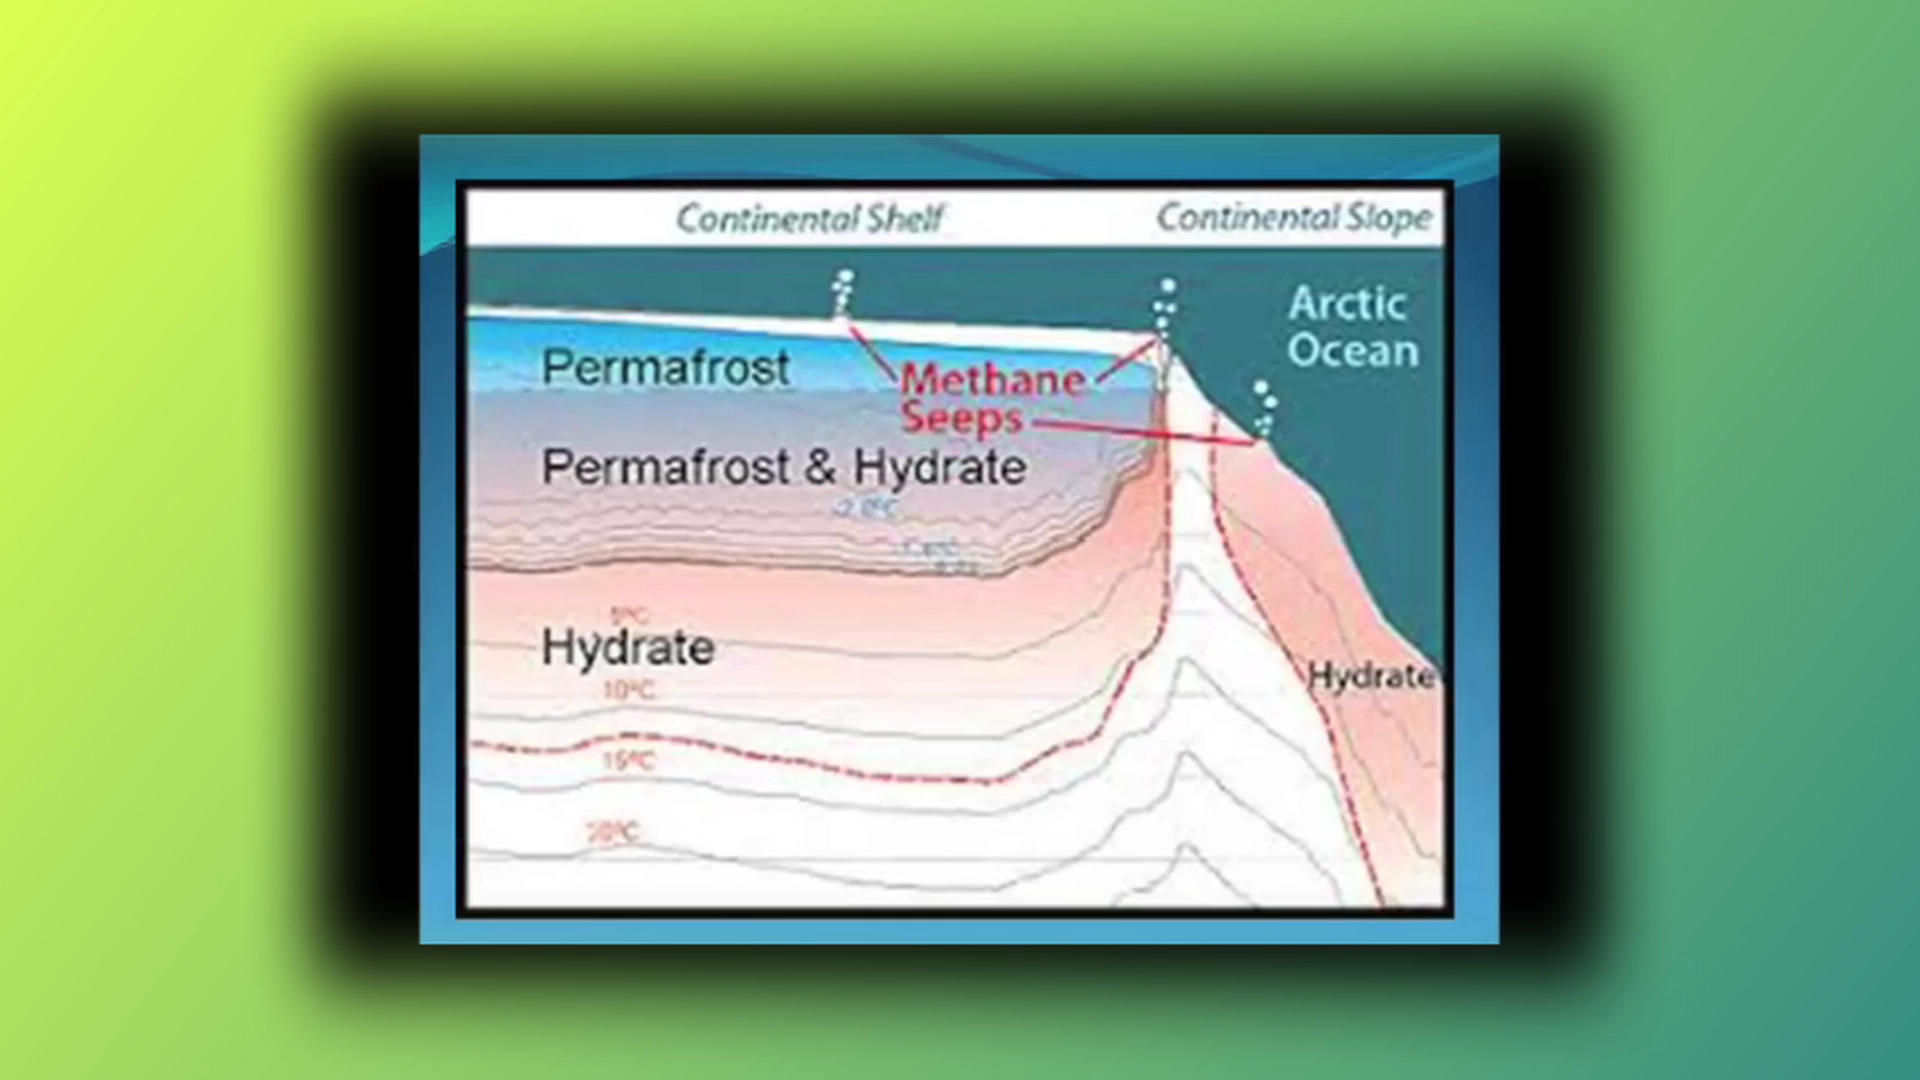 Continental Shelf
Continental Slope
Arctic
Ocean
Permafrost
Methane
Seeps
Permafrost & Hydrate
5°C
Hydrate
Hydrate
10°C
15°C
20°C